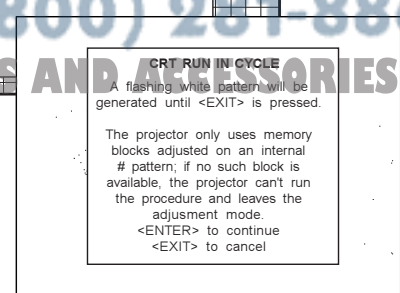 (800) 281-88
S AND ACCESSORIES
CRT RUN IN CYCLE
A flashing white pattern will be
generated until <EXIT> is pressed.
The projector only uses memory
blocks adjusted on an internal
# pattern; if no such block is
available, the projector can't run
the procedure and leaves the
adjusment mode.
<ENTER> to continue
<EXIT> to cancel